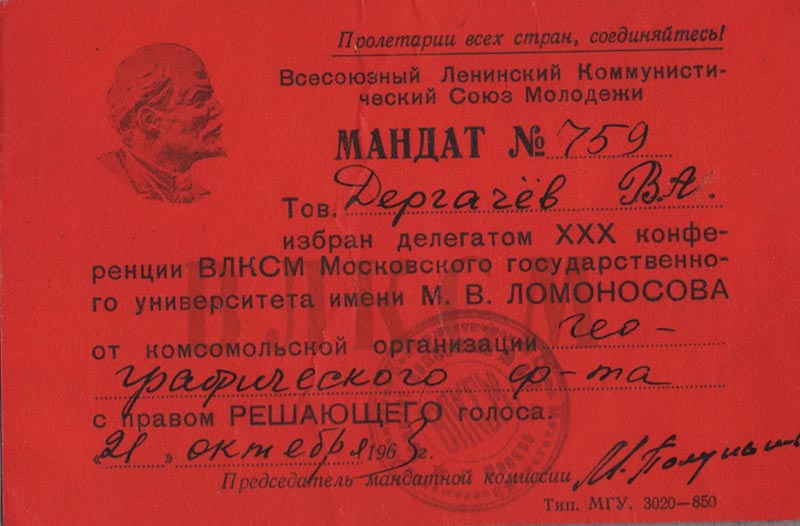 Пролетарии всех стран, соединяйтесь!
Всесоюзный Ленинский Коммунисти-
ческий Союз Молодежи
МАНДАТ № 759
Тов. Дергачёв В.А.
избран делегатом XXX конфе-
ренции ВЛКСМ Московского государственно-
го университета имени М. В. ЛОМОНОСОВА
ВЛКСМ
от комсомольской организации гео-
графического ф-та
с правом РЕШАЮЩЕГО голоса.
ВЛКСМ
„21„ октября 1963 г.
Председатель мандатной комиссии
Тип. МГУ. 3020—850